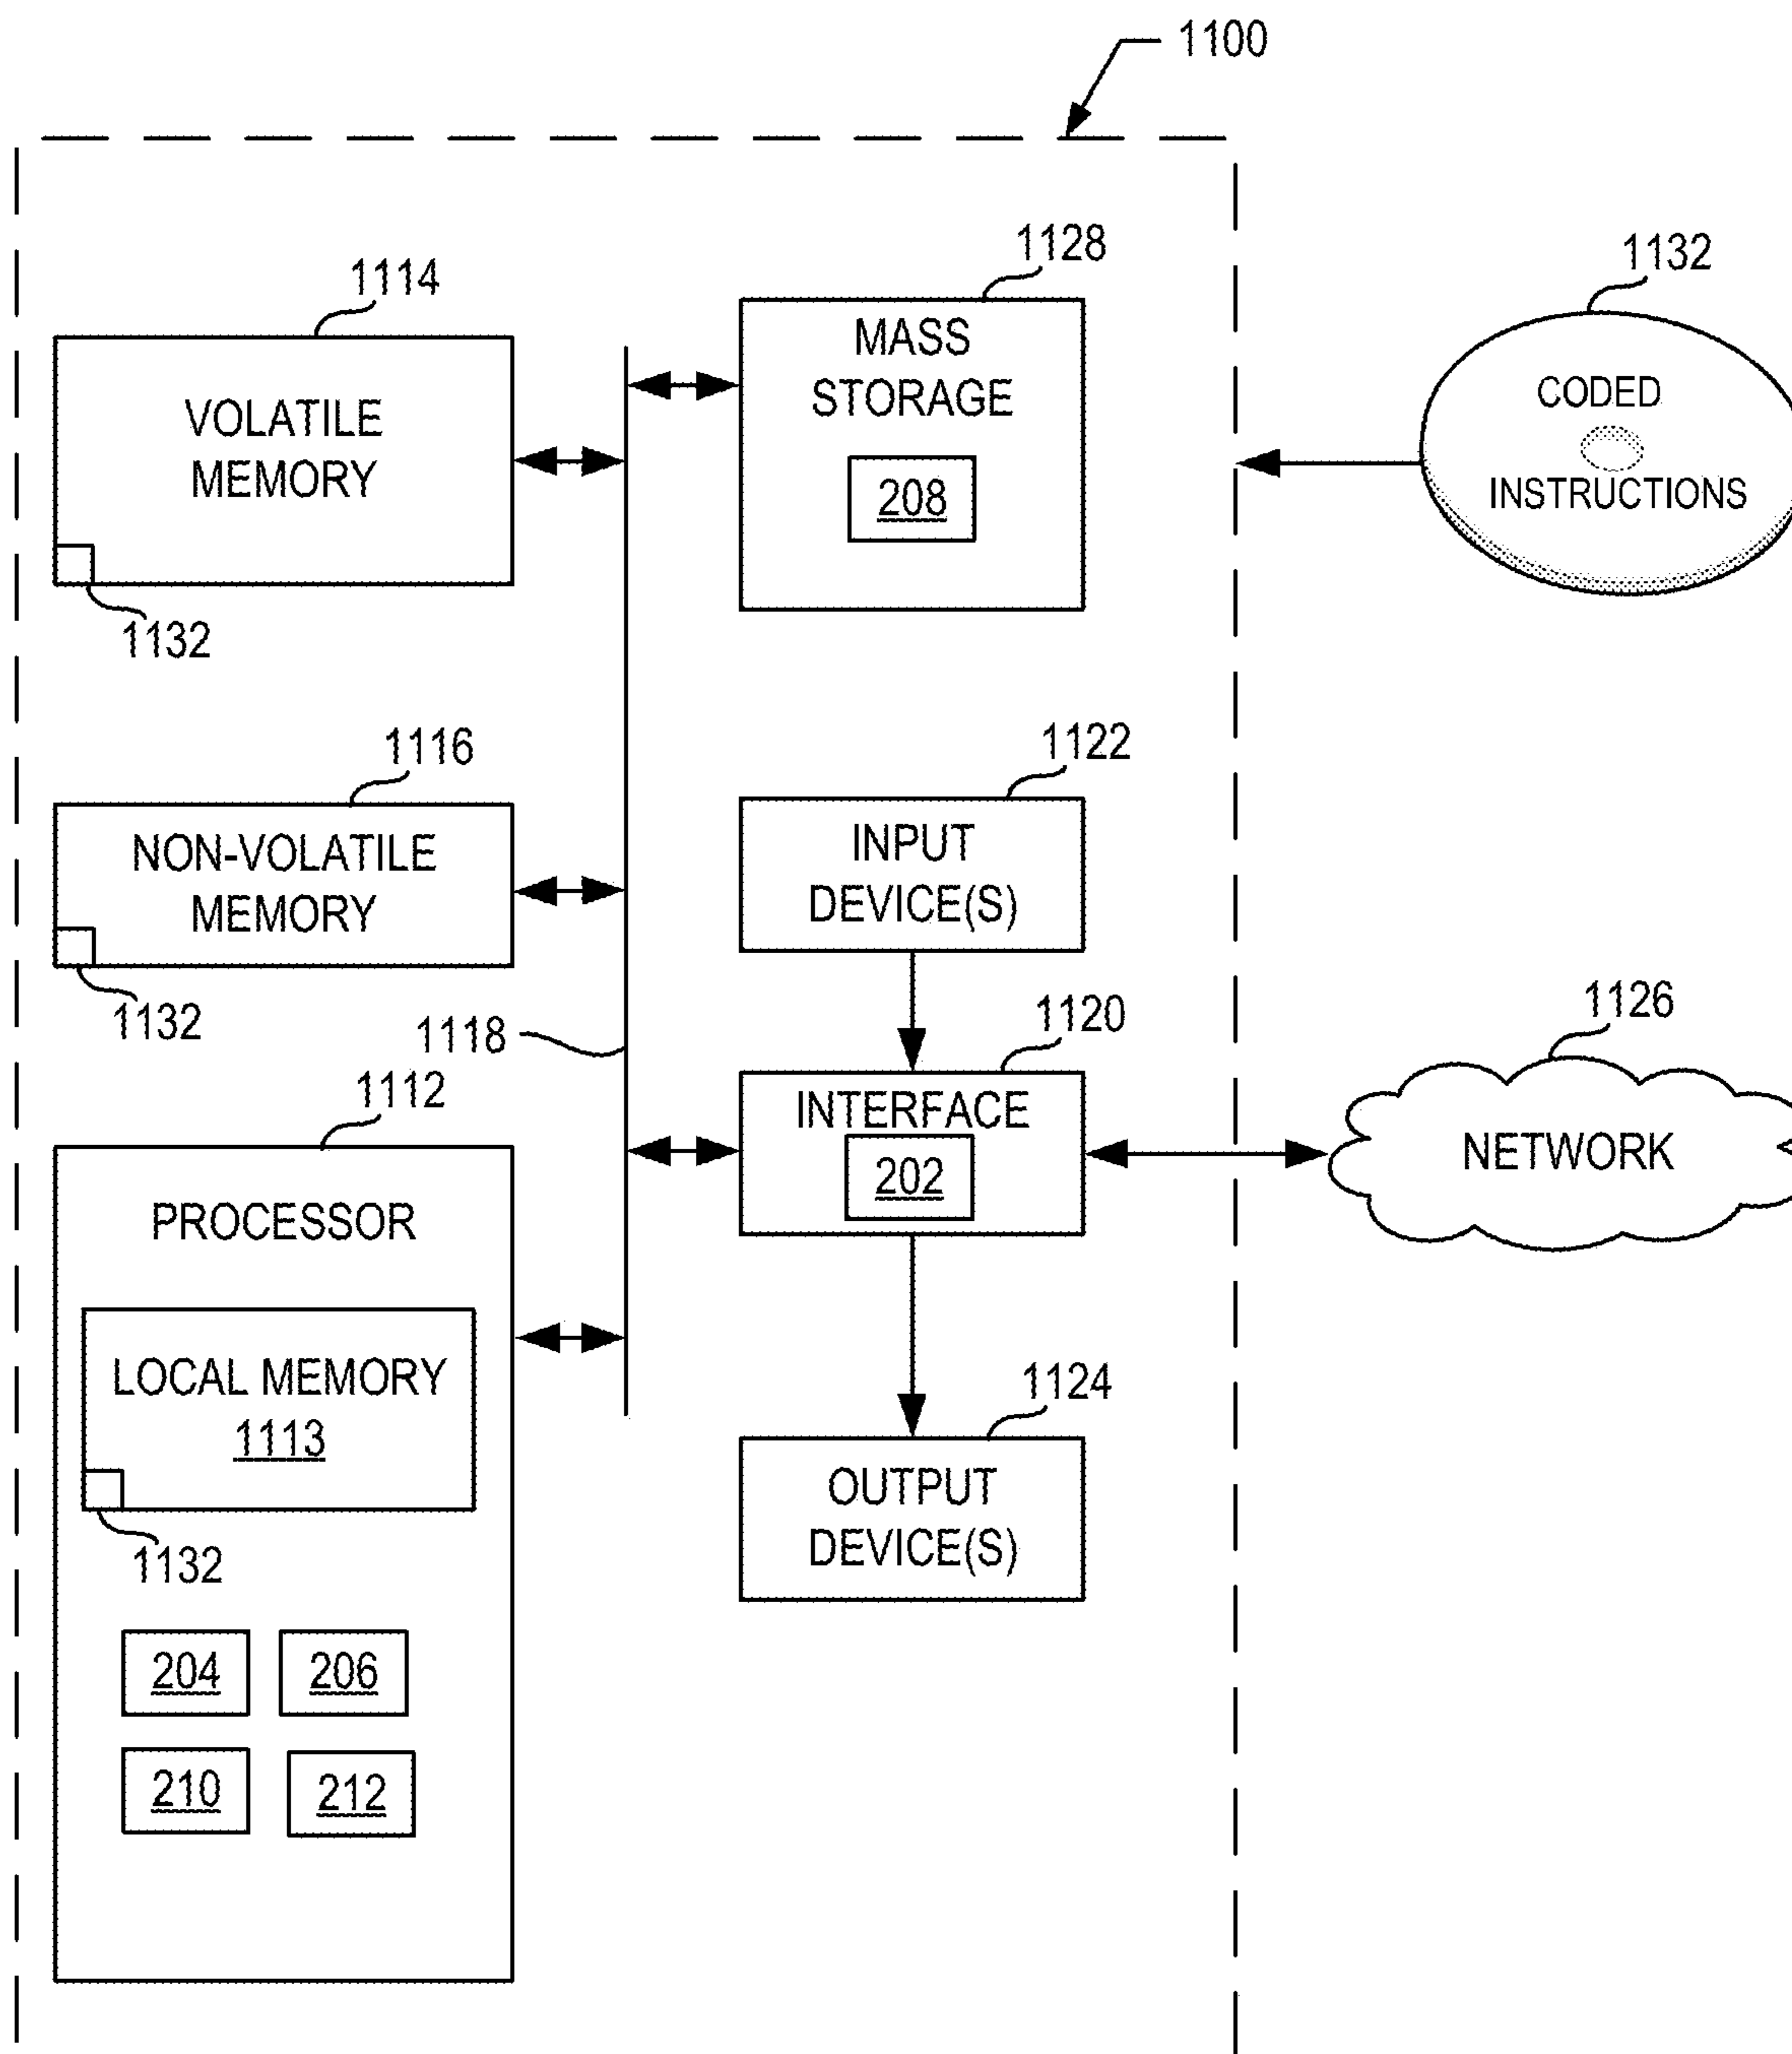 1100
1114
VOLATILE
MEMORY
1132
1128
MASS
STORAGE
208
1132
CODED
INSTRUCTIONS
1116
NON-VOLATILE
MEMORY
1132
1122
INPUT
DEVICE(S)
1118
1120
INTERFACE
202
1126
NETWORK
1112
PROCESSOR
LOCAL MEMORY
1113
1132
204 206
210 212
1124
OUTPUT
DEVICE(S)